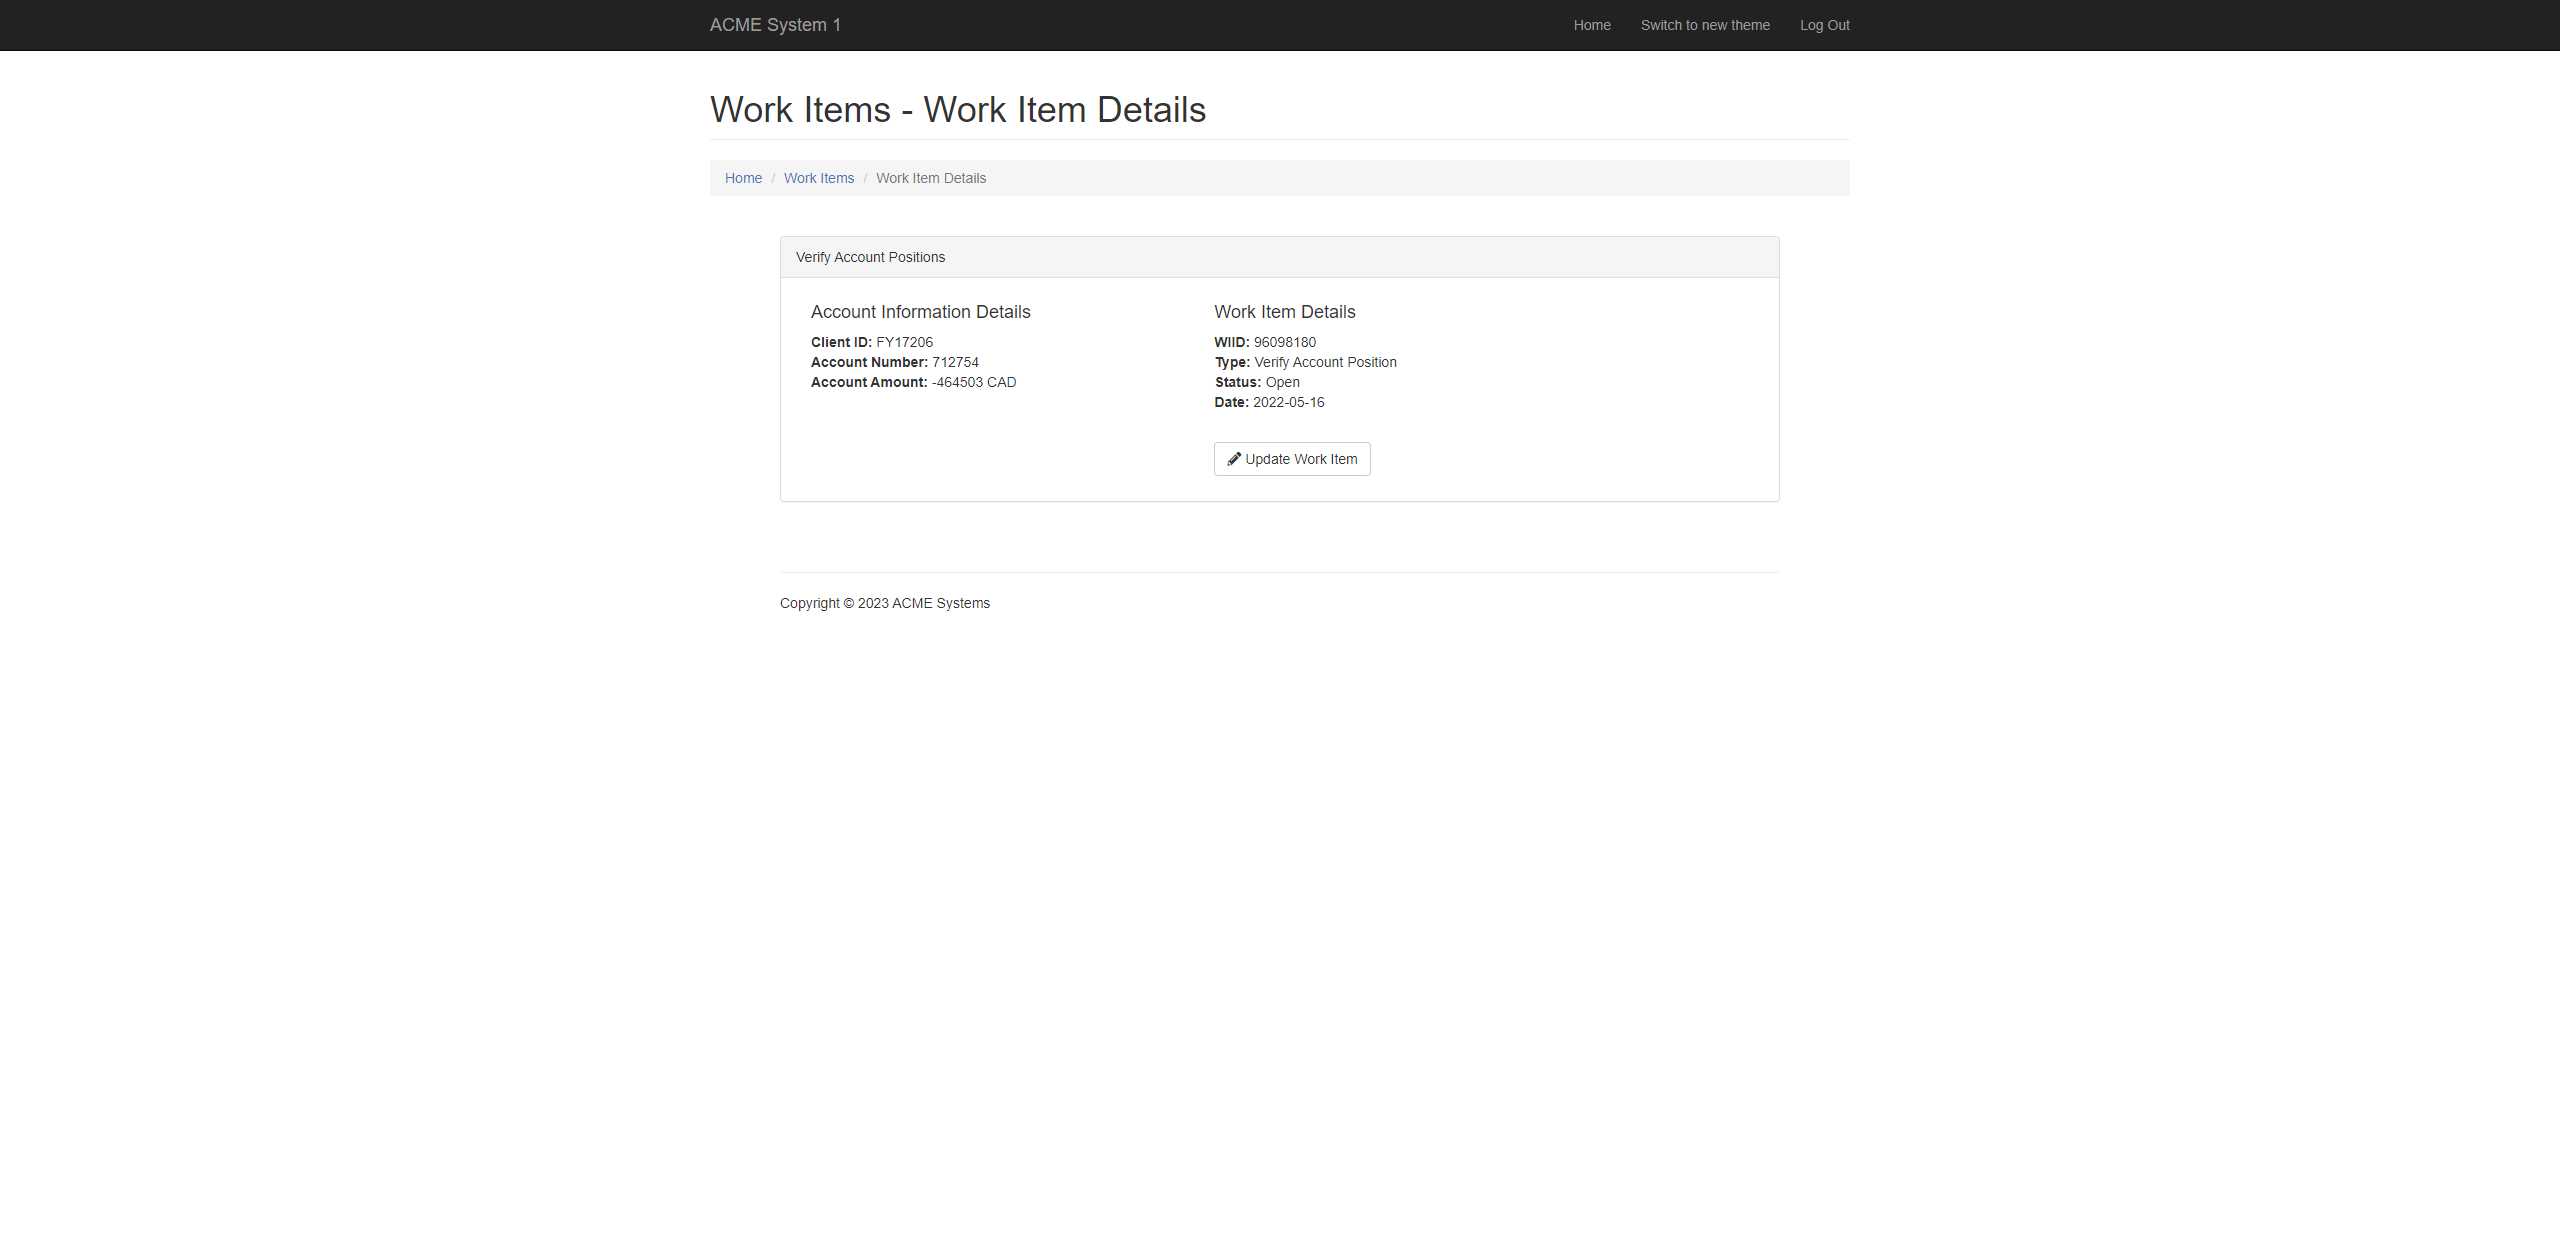 ACME System 1
Home
Switch to new theme
Log Out
Work Items - Work Item Details
Home / Work Items / Work Item Details
Verify Account Positions
Account Information Details
Client ID: FY17206
Account Number: 712754
Account Amount: -464503 CAD
Work Item Details
WIID: 96098180
Type: Verify Account Position
Status: Open
Date: 2022-05-16
Update Work Item
Copyright © 2023 ACME Systems